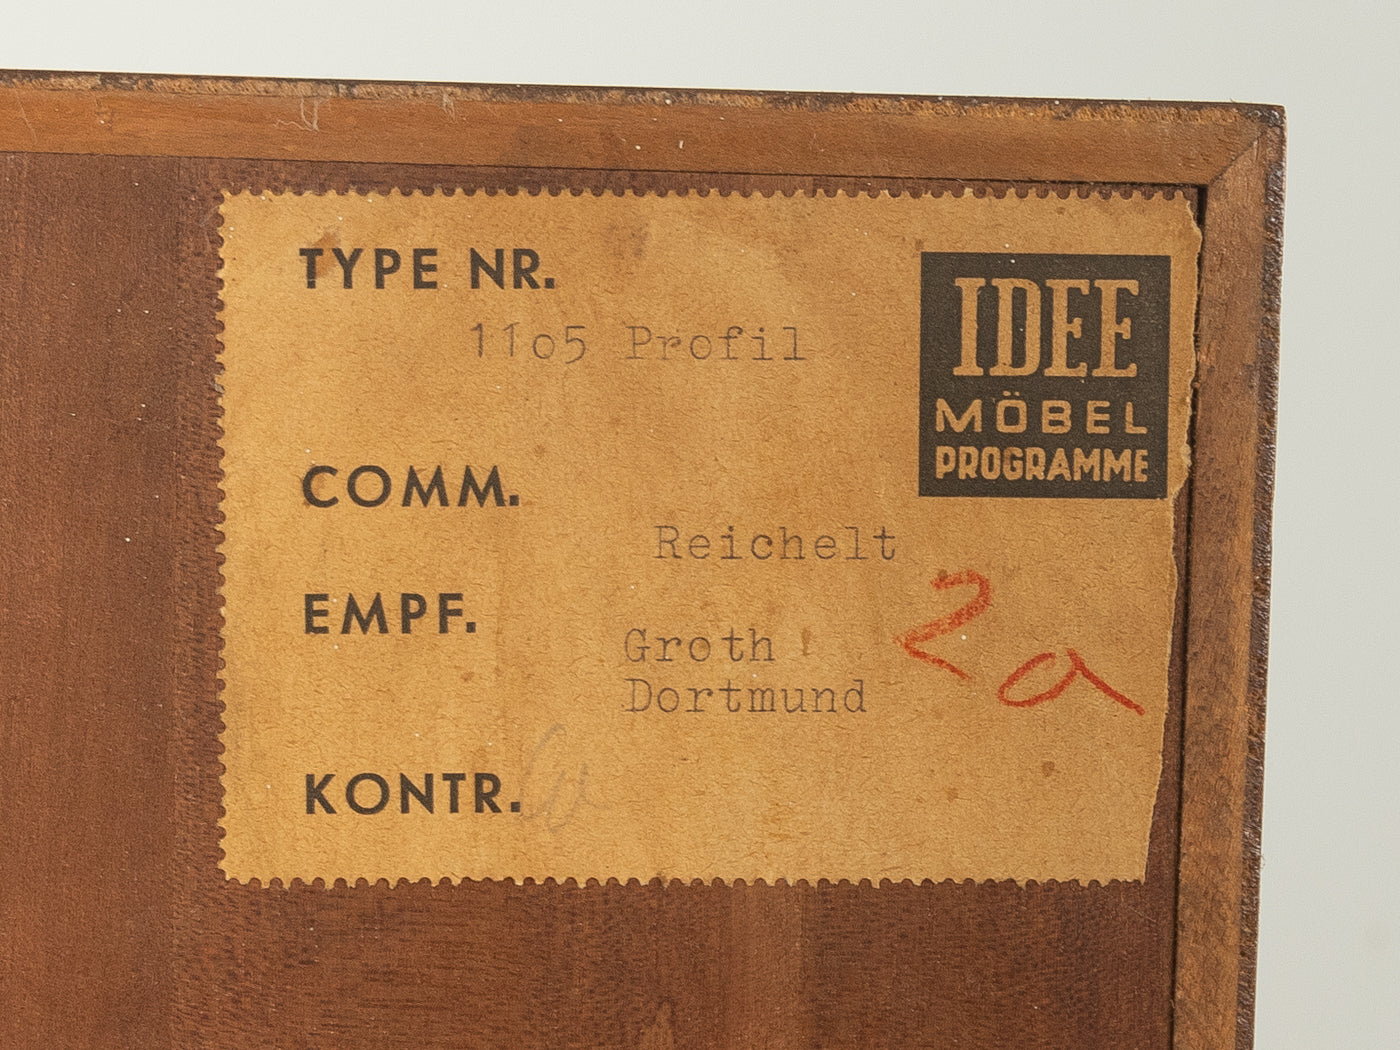 TYPE NR.
11o5 Profil
IDEE
MÖBEL
PROGRAMME
COMM.
Reichelt
EMPF.
Groth
Dortmund
2a
KONTR.